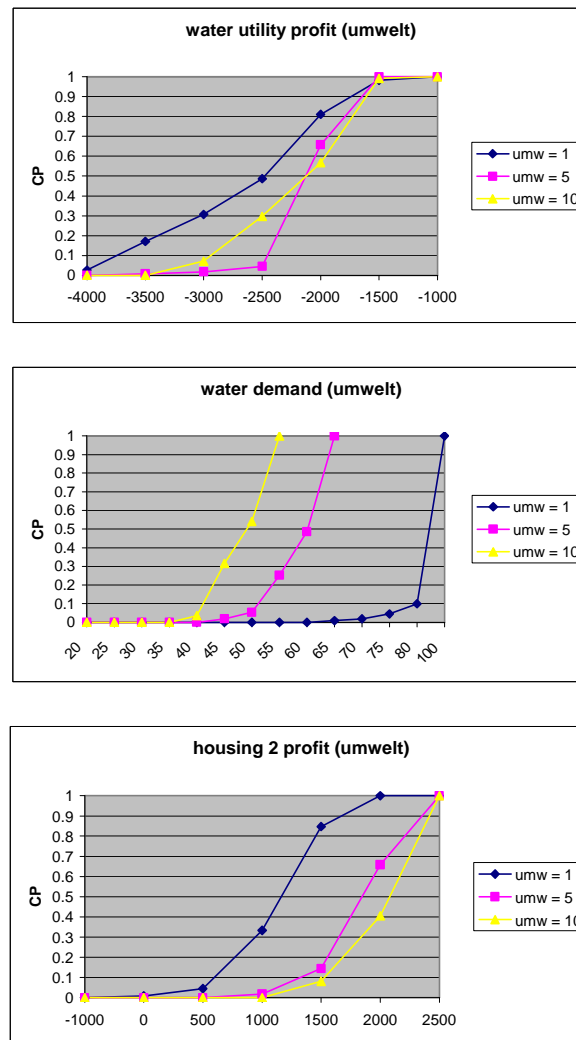 water utility profit (umwelt)
1
0.9
0.8
0.7
0.6
0.5
0.4
0.3
0.2
0.1
0
CP
-4000 -3500 -3000 -2500 -2000 -1500 -1000
umw = 1
umw = 5
umw = 10
water demand (umwelt)
1
0.9
0.8
0.7
0.6
0.5
0.4
0.3
0.2
0.1
0
CP
20 25 30 35 40 45 50 55 60 65 70 75 80 100
umw = 1
umw = 5
umw = 10
housing 2 profit (umwelt)
1
0.9
0.8
0.7
0.6
0.5
0.4
0.3
0.2
0.1
0
CP
-1000 0 500 1000 1500 2000 2500
umw = 1
umw = 5
umw = 10